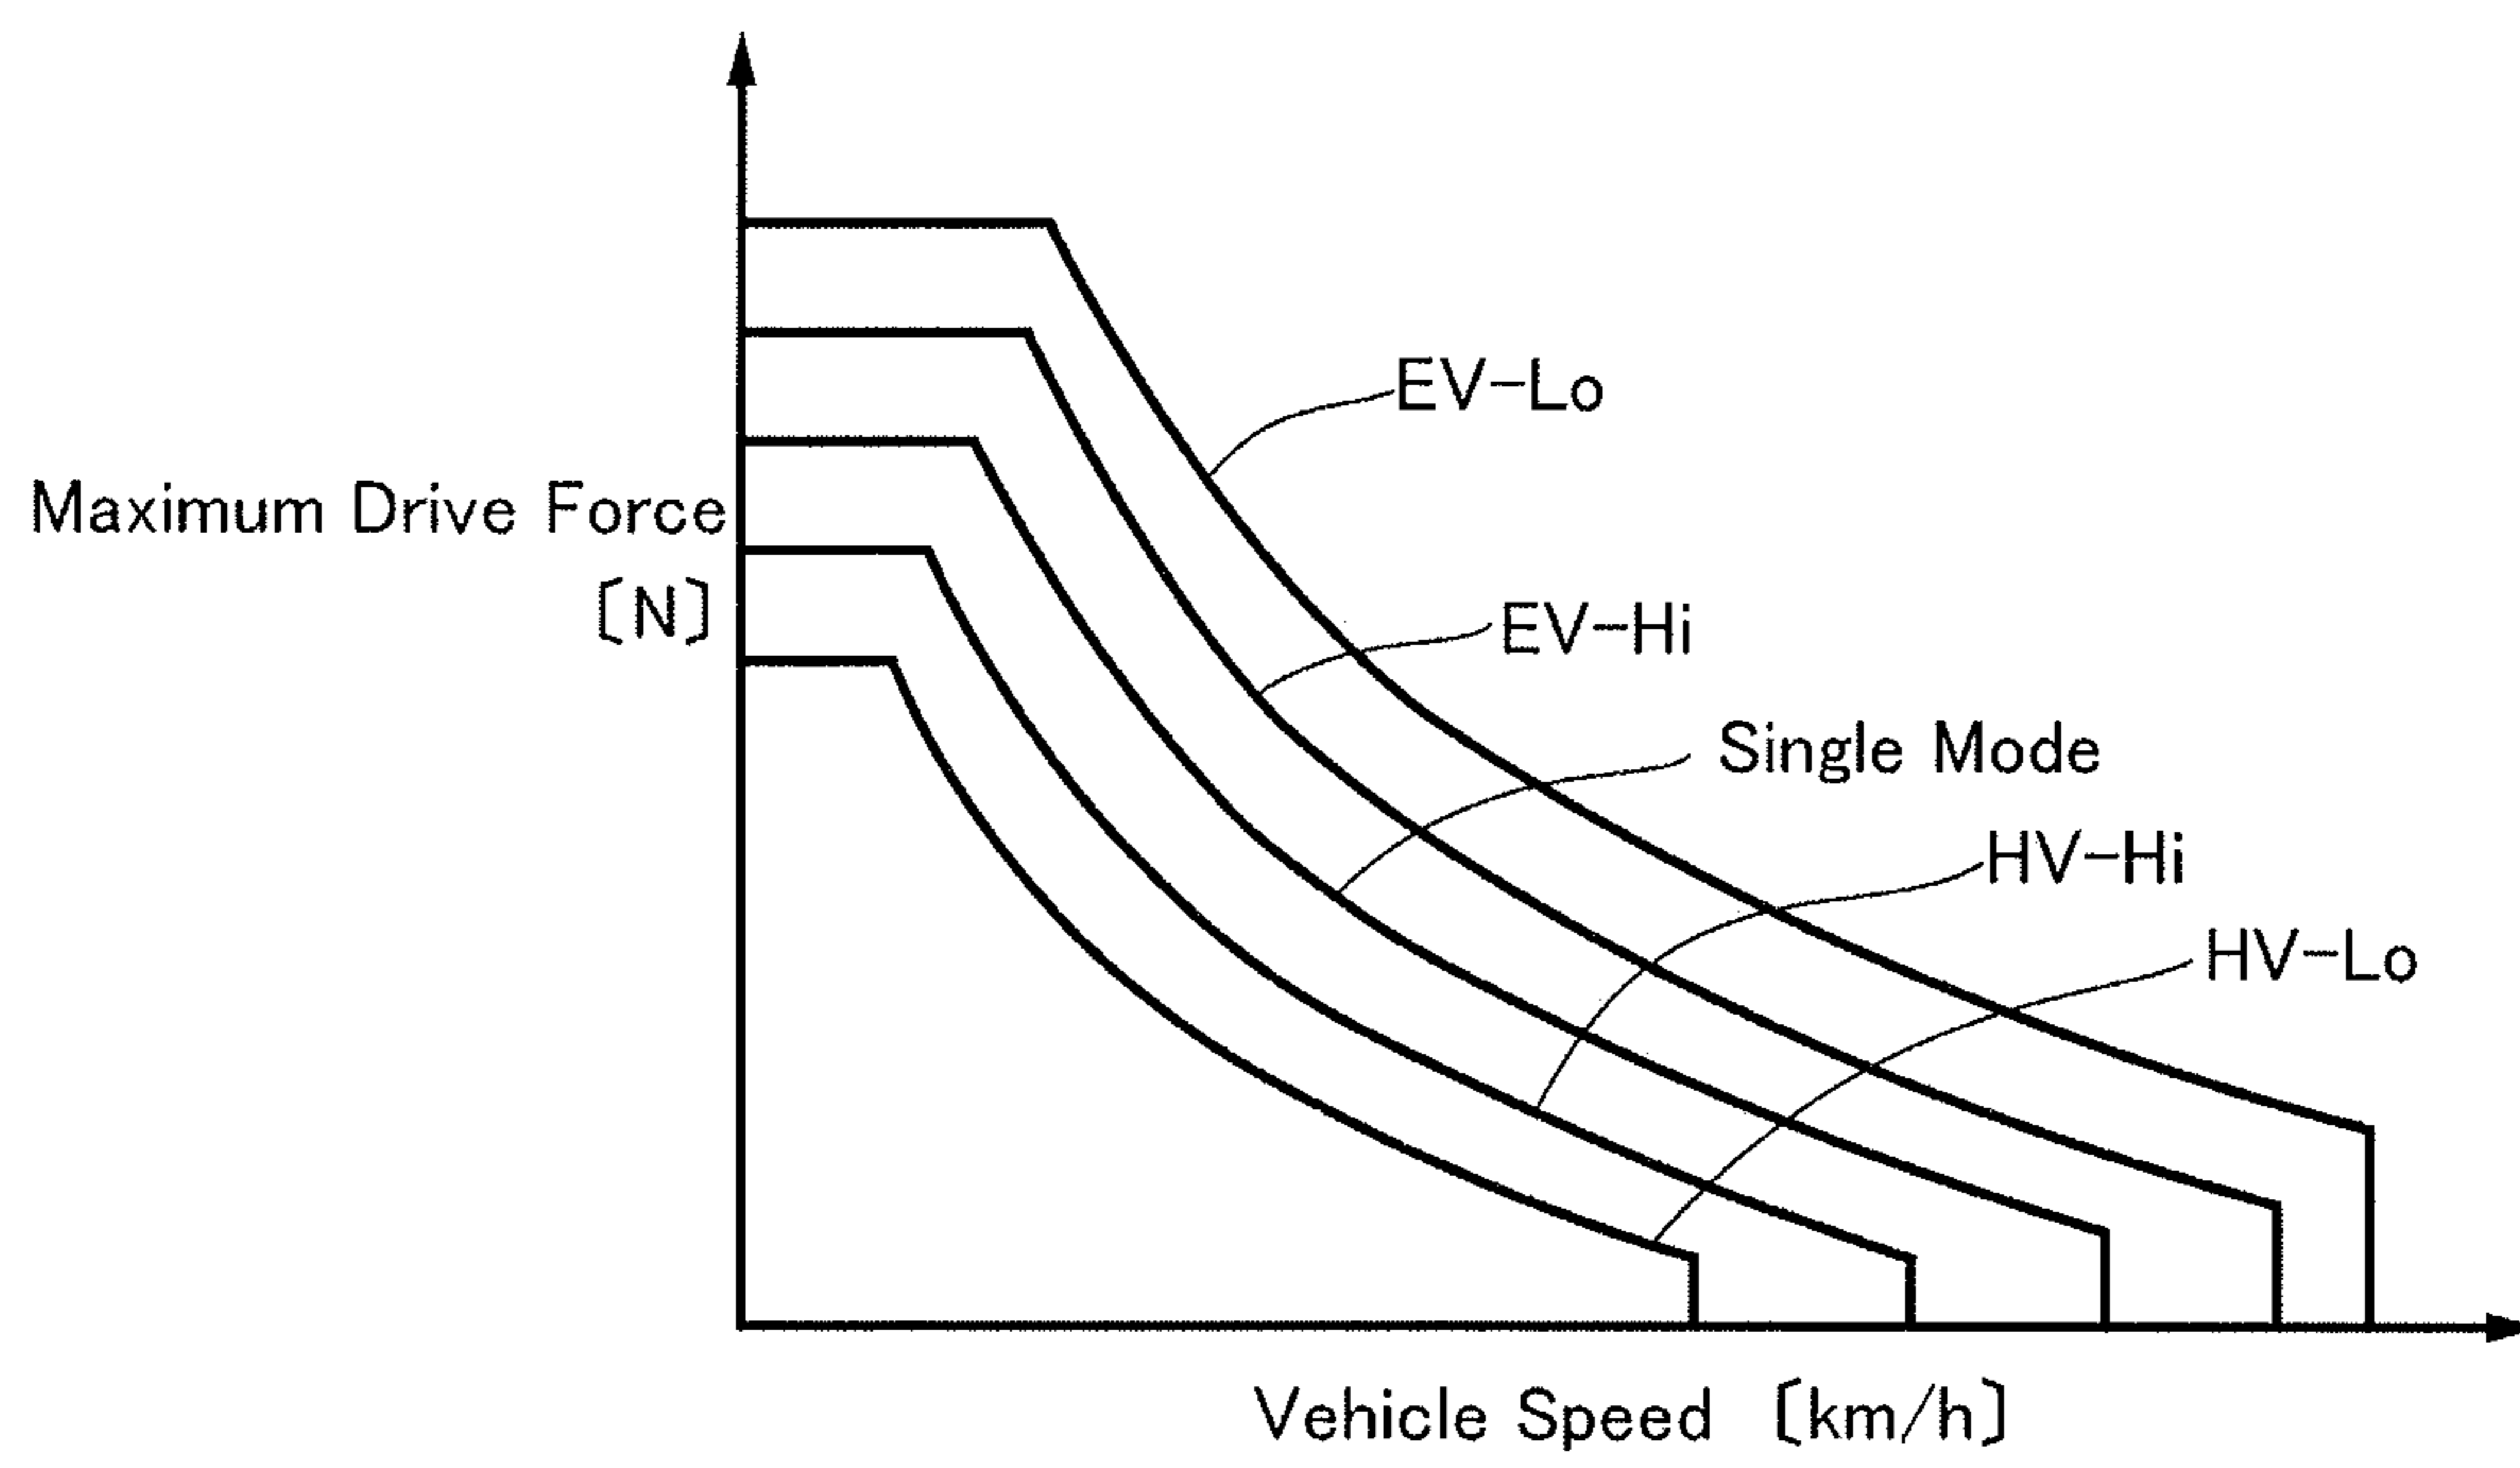 EV-Lo
Maximum Drive Force
〔N〕
EV-Hi
Single Mode
HV-Hi
HV-Lo
Vehicle Speed 〔km/h〕